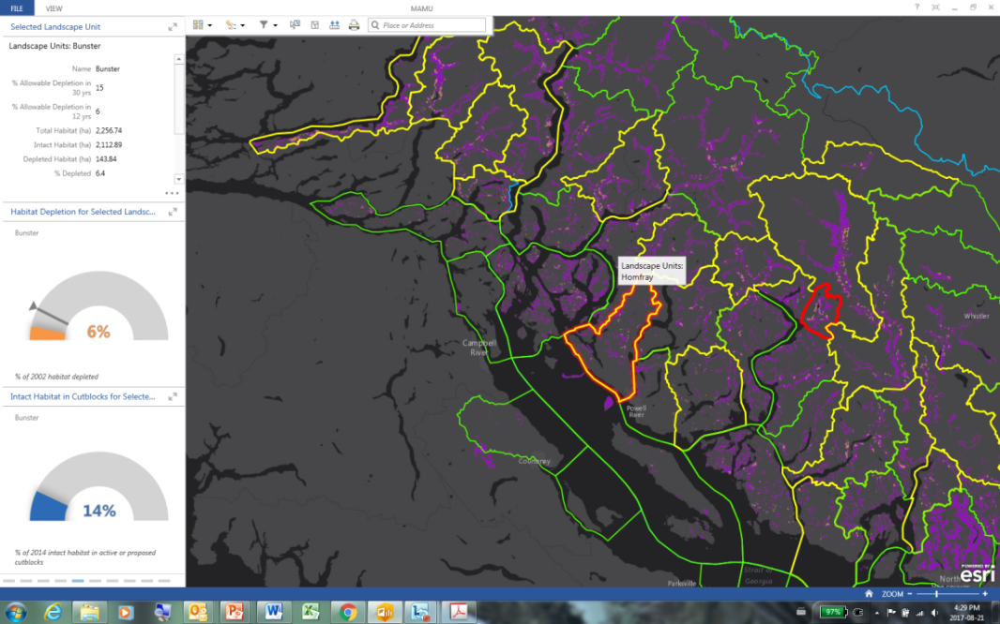 FILE
VIEW
MAMU
Selected Landscape Unit
Landscape Units: Bunster
Name Bunster
% Allowable Depletion in
30 yrs 15
% Allowable Depletion in
12 yrs 6
Total Habitat (ha) 2,256.74
Intact Habitat (ha) 2,112.89
Depleted Habitat (ha) 143.84
% Depleted 6.4
Habitat Depletion for Selected Landsc...
Bunster
6%
% of 2002 habitat depleted
Intact Habitat in Cutblocks for Selecte...
Bunster
14%
% of 2014 intact habitat in active or proposed
cutblocks
Place or Address
Landscape Units:
Homfray
Whistler
Campbell
River
Powell
River
Courtenay
Strait of
Georgia
Parksville
North
POWERED BY
esri
ZOOM
97%
4:29 PM
2017-08-21